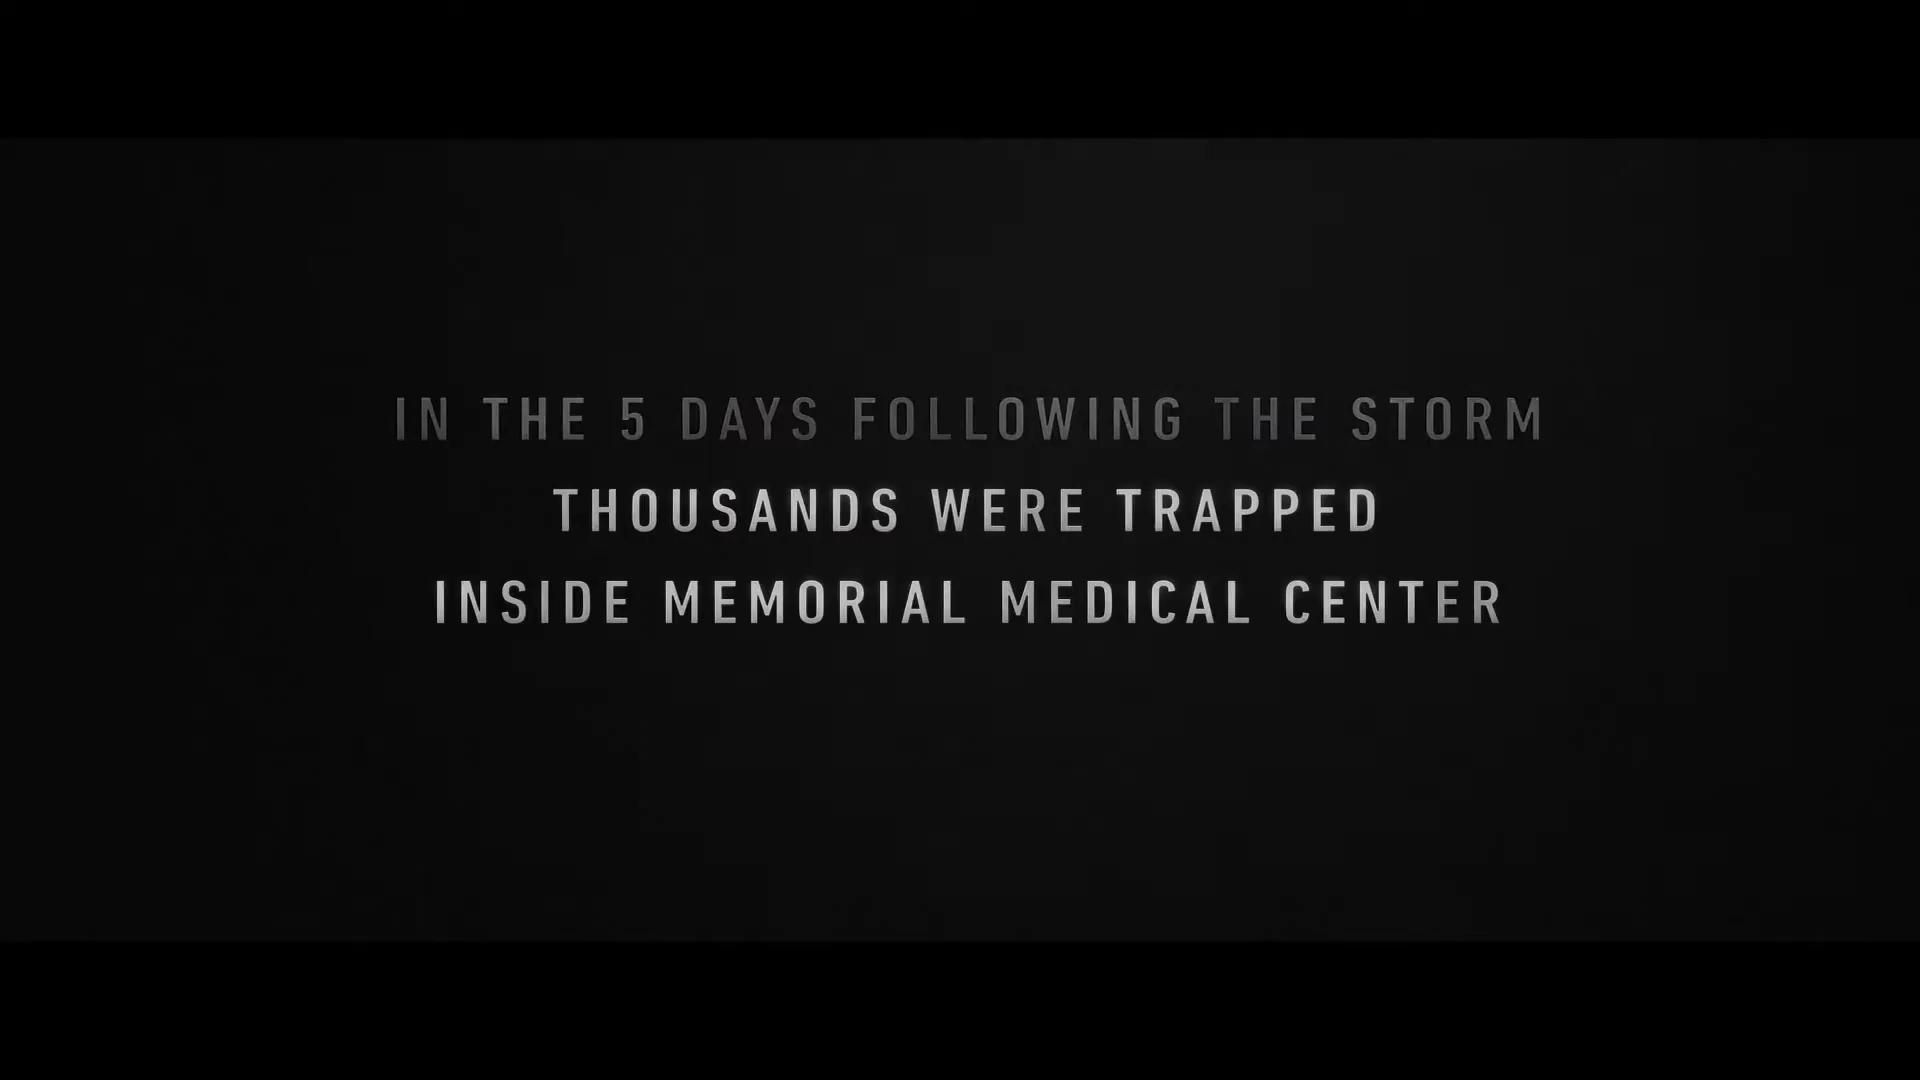 IN THE 5 DAYS FOLLOWING THE STORM
THOUSANDS WERE TRAPPED
INSIDE MEMORIAL MEDICAL CENTER